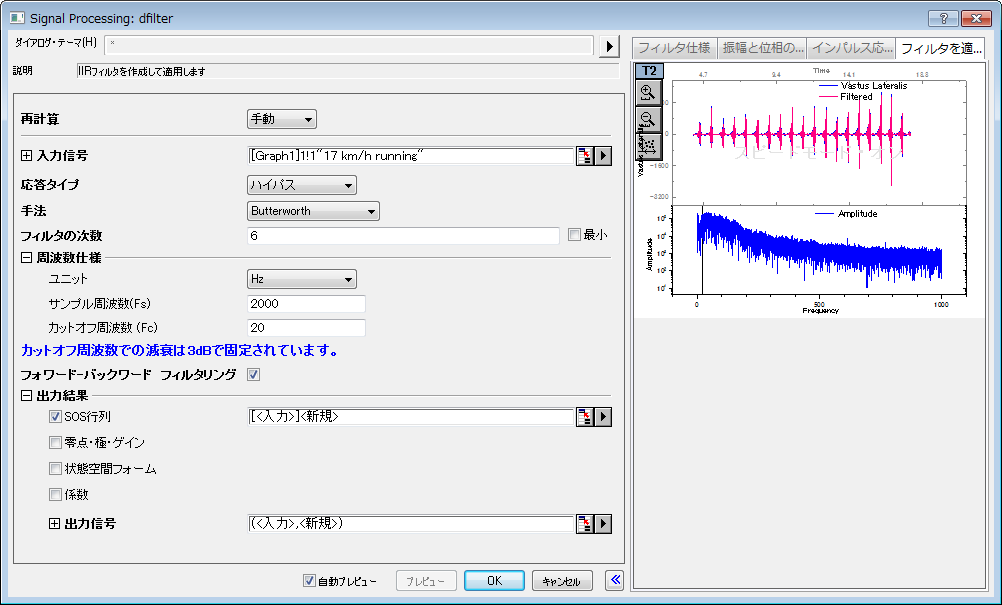 Signal Processing: dfilter
ダイアログ・テーマ(H) *
説明 IIRフィルタを作成して適用します
再計算 手動
入力信号 [Graph1]1!1"17 km/h running"
応答タイプ ハイパス
手法 Butterworth
フィルタの次数 6 最小
周波数仕様
ユニット Hz
サンプル周波数(Fs) 2000
カットオフ周波数 (Fc) 20
カットオフ周波数での減衰は3dBで固定されています。
フォワード-バックワード フィルタリング
出力結果
SOS行列 [<入力>]<新規>
零点・極・ゲイン
状態空間フォーム
係数
出力信号 (<入力>,<新規>)
自動プレビュー プレビュー OK キャンセル
フィルタ仕様 振幅と位相の... インパルス応... フィルタを適...
T2
Time
4.7 9.4 14.1 18.8
Vastus Lateralis
Filtered
0
-1600
-3200
Amplitude
Amplitude
0 500 1000
Frequency